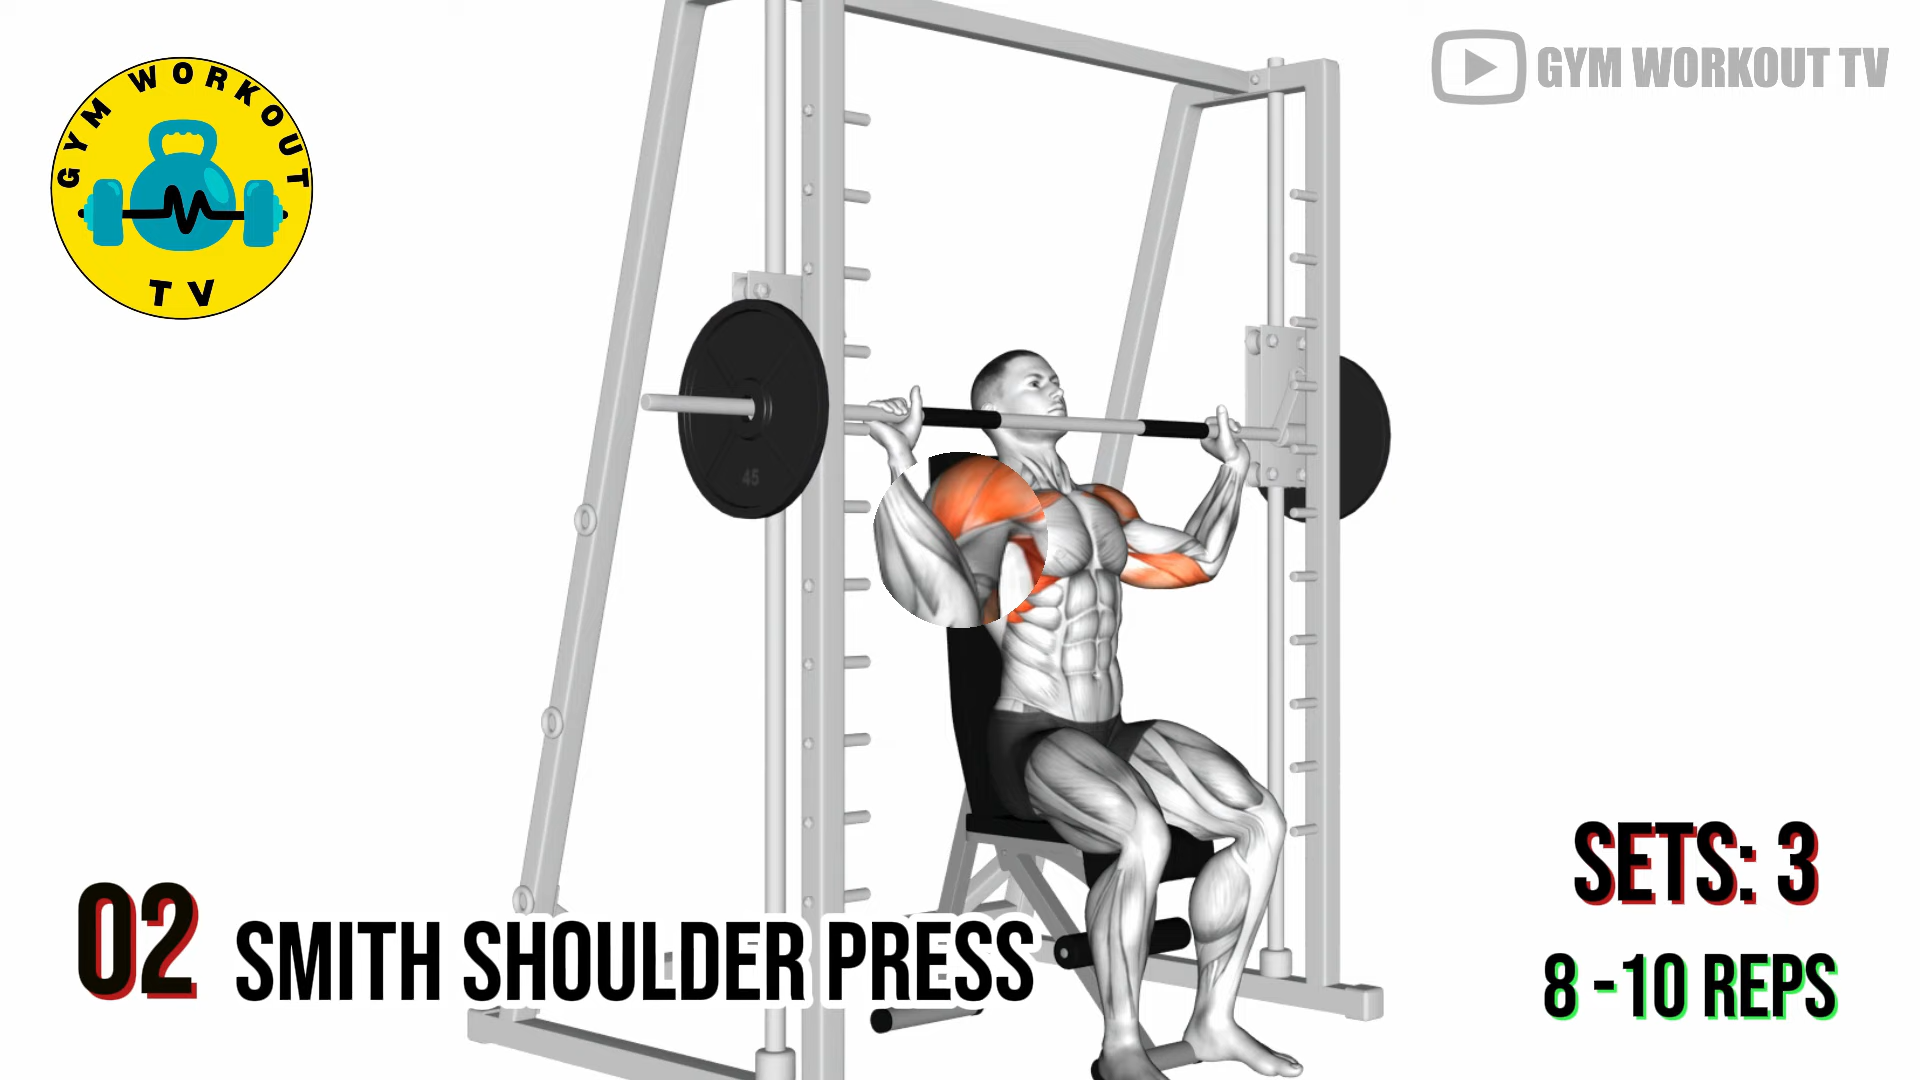 GYM WORKOUT
TV
GYM WORKOUT TV
45
02 SMITH SHOULDER PRESS
SETS: 3
8 -10 REPS